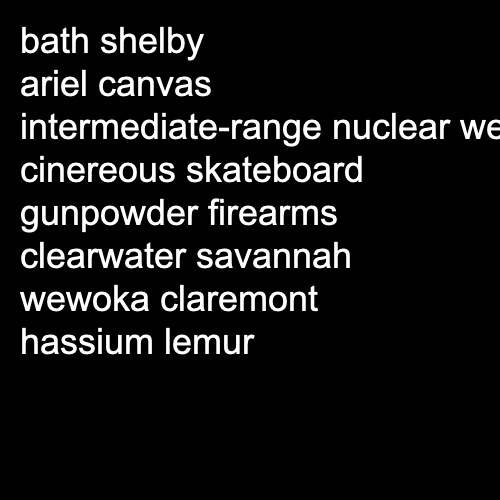 bath shelby
ariel canvas
intermediate-range nuclear we
cinereous skateboard
gunpowder firearms
clearwater savannah
wewoka claremont
hassium lemur